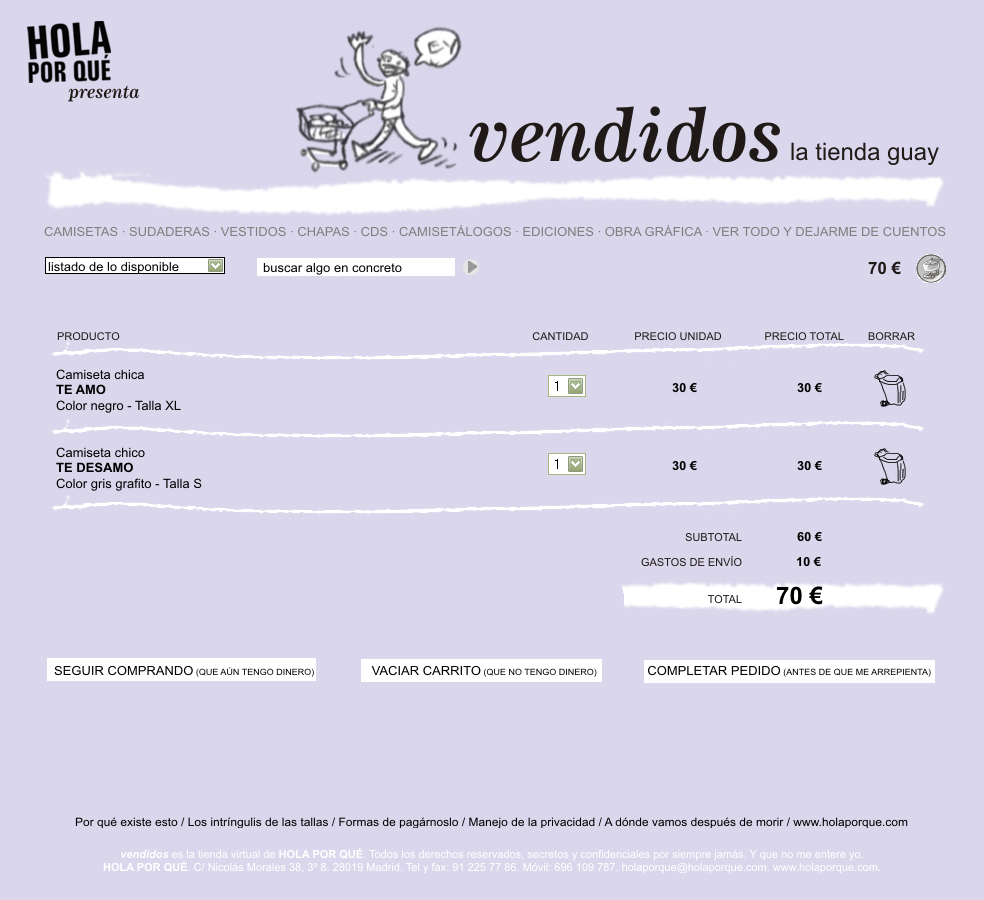 HOLA
POR QUÉ
presenta
EY
vendidos la tienda guay
CAMISETAS · SUDADERAS · VESTIDOS · CHAPAS · CDS · CAMISETÁLOGOS · EDICIONES · OBRA GRÁFICA · VER TODO Y DEJARME DE CUENTOS
listado de lo disponible buscar algo en concreto 70 €
PRODUCTO CANTIDAD PRECIO UNIDAD PRECIO TOTAL BORRAR
Camiseta chica
TE AMO 1 30 € 30 €
Color negro - Talla XL
Camiseta chico
TE DESAMO 1 30 € 30 €
Color gris grafito - Talla S
SUBTOTAL 60 €
GASTOS DE ENVÍO 10 €
TOTAL 70 €
SEGUIR COMPRANDO (QUE AÚN TENGO DINERO) VACIAR CARRITO (QUE NO TENGO DINERO) COMPLETAR PEDIDO (ANTES DE QUE ME ARREPIENTA)
Por qué existe esto / Los intríngulis de las tallas / Formas de pagárnoslo / Manejo de la privacidad / A dónde vamos después de morir / www.holaporque.com
vendidos es la tienda virtual de HOLA POR QUÉ. Todos los derechos reservados, secretos y confidenciales por siempre jamás. Y que no me entere yo.
HOLA POR QUÉ. C/ Nicolás Morales 38, 3º 8. 28019 Madrid. Tel y fax: 91 225 77 86. Móvil: 696 109 787. holaporque@holaporque.com. www.holaporque.com.